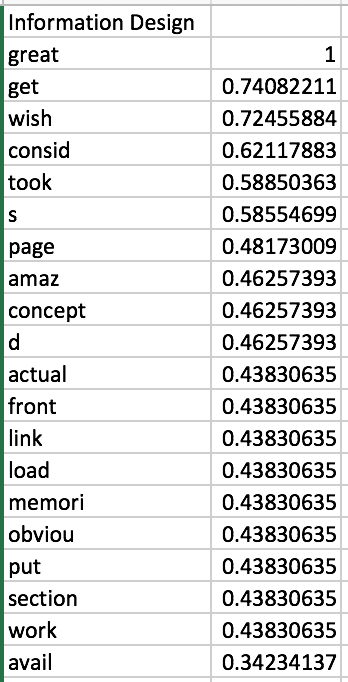 Information Design
great 1
get 0.74082211
wish 0.72455884
consid 0.62117883
took 0.58850363
s 0.58554699
page 0.48173009
amaz 0.46257393
concept 0.46257393
d 0.46257393
actual 0.43830635
front 0.43830635
link 0.43830635
load 0.43830635
memori 0.43830635
obviou 0.43830635
put 0.43830635
section 0.43830635
work 0.43830635
avail 0.34234137